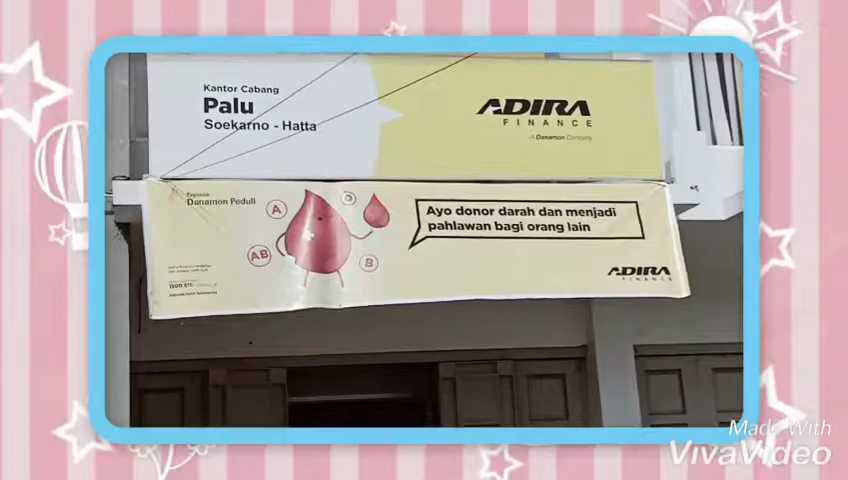 Kantor Cabang
Palu
Soekarno - Hatta
ADIRA
FINANCE
A Danamon Company
Danamon Peduli
A
AB
B
Ayo donor darah dan menjadi
pahlawan bagi orang lain
ADIRA
FINANCE
Made With
VivaVideo